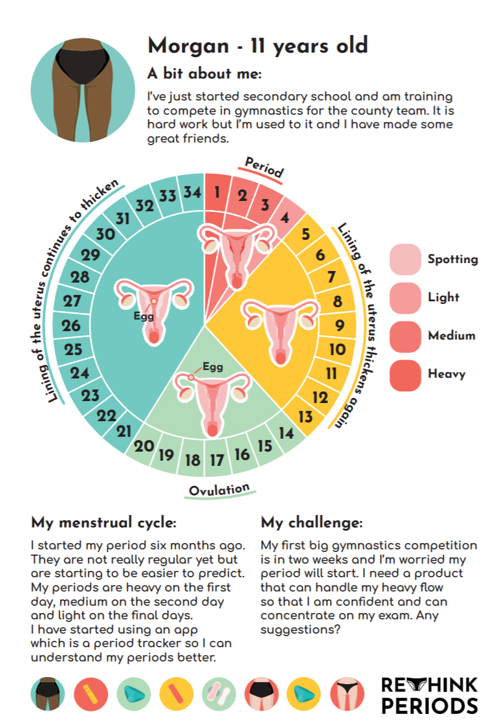 Morgan - 11 years old
A bit about me:
I've just started secondary school and am training
to compete in gymnastics for the county team. It is
hard work but I'm used to it and I have made some
great friends.
Period
Lining of the uterus continues to thicken
Lining of the uterus thickens again
1
2
3
4
5
6
7
8
9
10
11
12
13
14
15
16
17
18
19
20
21
22
23
24
25
26
27
28
29
30
31
32
33
34
Egg
Egg
Ovulation
Spotting
Light
Medium
Heavy
My menstrual cycle:
I started my period six months ago.
They are not really regular yet but
are starting to be easier to predict.
My periods are heavy on the first
day, medium on the second day
and light on the final days.
I have started using an app
which is a period tracker so I can
understand my periods better.
My challenge:
My first big gymnastics competition
is in two weeks and I'm worried my
period will start. I need a product
that can handle my heavy flow
so that I am confident and can
concentrate on my exam. Any
suggestions?
RETHINK
PERIODS